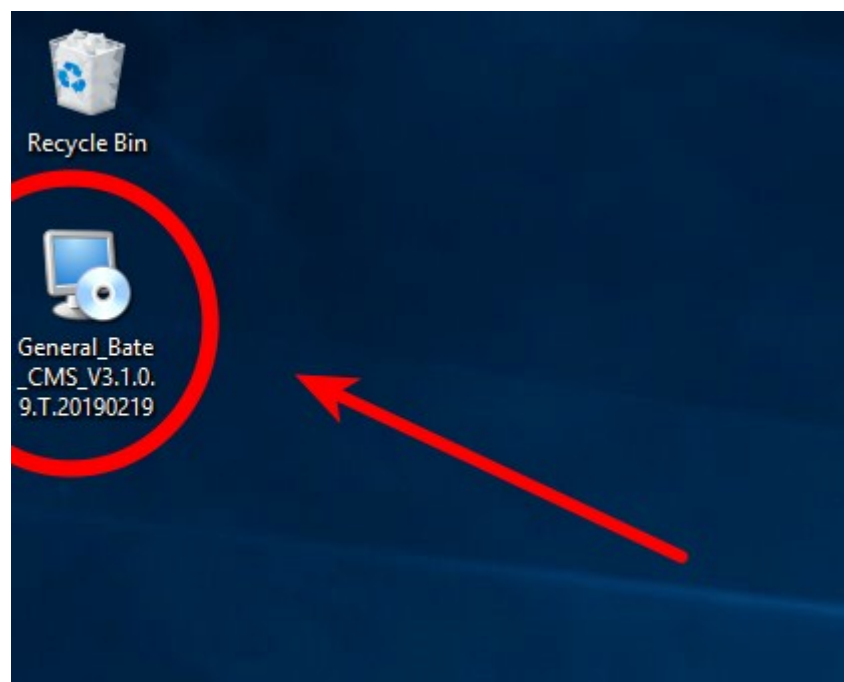 Recycle Bin
General_Bate
_CMS_V3.1.0.
9.T.20190219